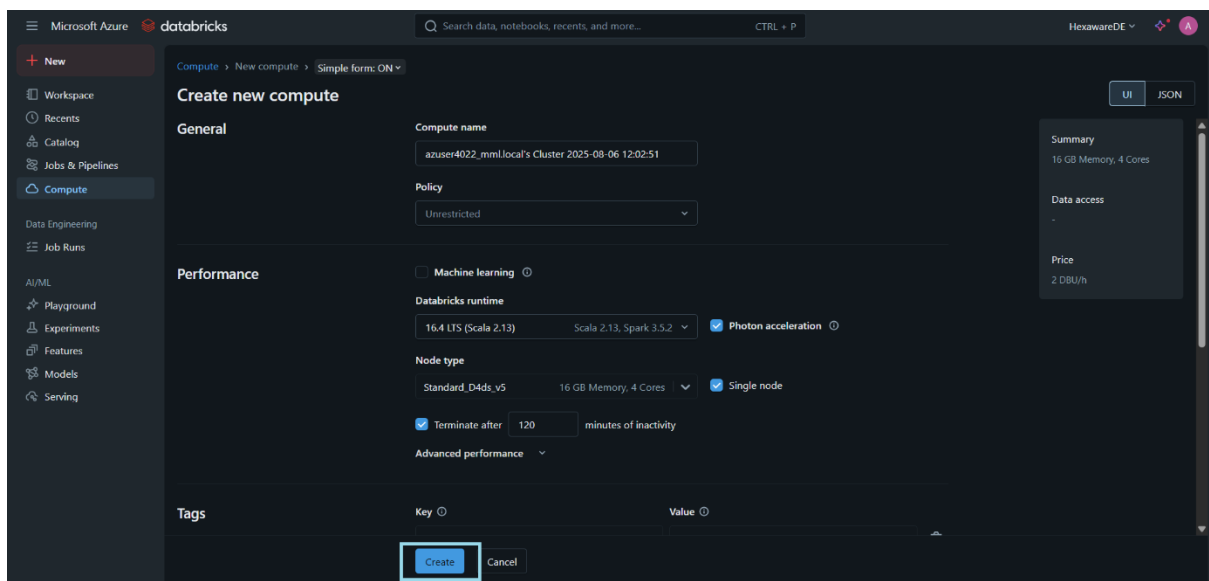 Microsoft Azure databricks
Search data, notebooks, recents, and more... CTRL + P
HexawareDE A
New
Workspace
Recents
Catalog
Jobs & Pipelines
Compute
Data Engineering
Job Runs
AI/ML
Playground
Experiments
Features
Models
Serving
Compute > New compute > Simple form: ON
Create new compute
UI JSON
General
Compute name
azuser4022_mml.local's Cluster 2025-08-06 12:02:51
Policy
Unrestricted
Performance
Machine learning
Databricks runtime
16.4 LTS (Scala 2.13) Scala 2.13, Spark 3.5.2 Photon acceleration
Node type
Standard_D4ds_v5 16 GB Memory, 4 Cores Single node
Terminate after 120 minutes of inactivity
Advanced performance
Tags
Key Value
Create Cancel
Summary
16 GB Memory, 4 Cores
Data access
-
Price
2 DBU/h